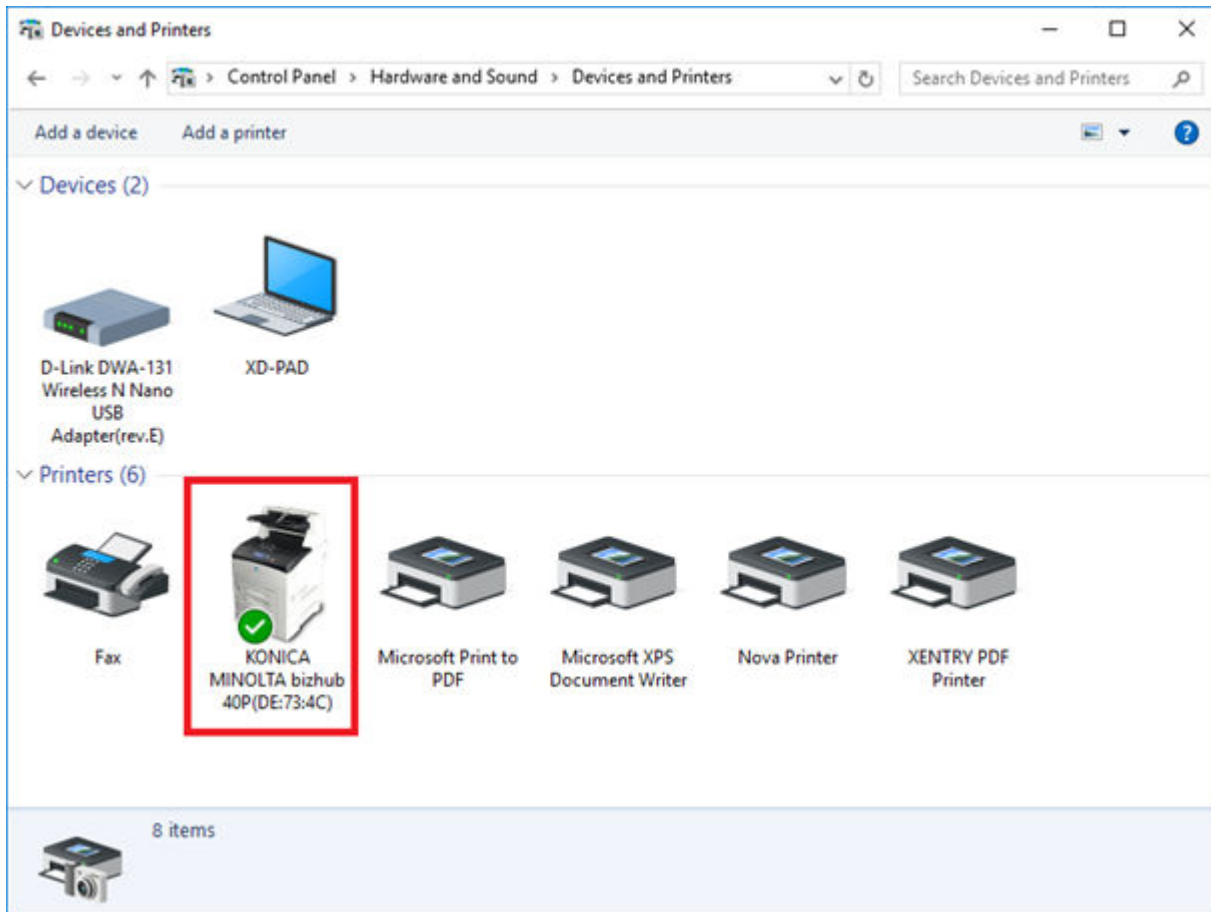 Devices and Printers
Control Panel > Hardware and Sound > Devices and Printers
Search Devices and Printers
Add a device Add a printer
?
Devices (2)
D-Link DWA-131
Wireless N Nano
USB
Adapter(rev.E)
XD-PAD
Printers (6)
Fax
KONICA
MINOLTA bizhub
40P(DE:73:4C)
Microsoft Print to
PDF
Microsoft XPS
Document Writer
Nova Printer
XENTRY PDF
Printer
8 items